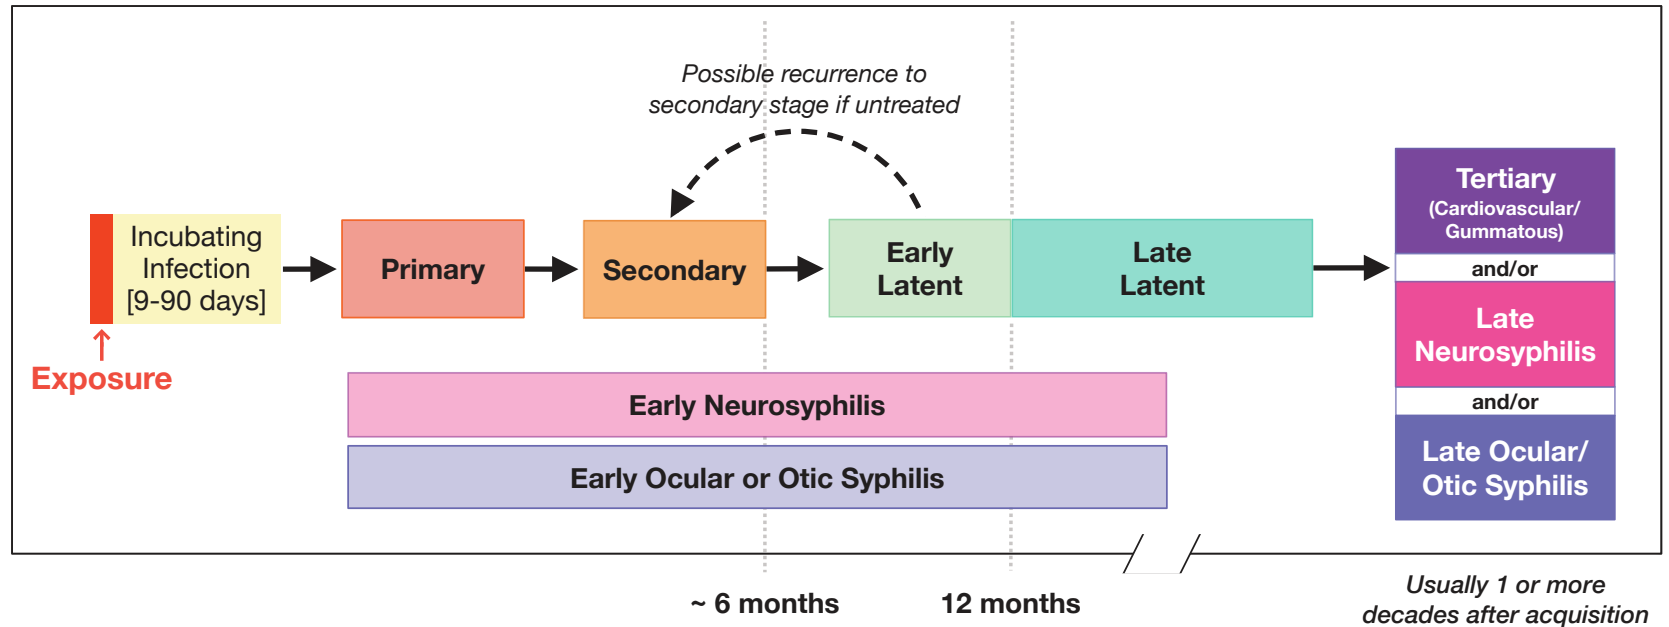 Possible recurrence to
secondary stage if untreated
Incubating
Infection
[9-90 days]
Exposure
Primary
Secondary
Early
Latent
Late
Latent
Tertiary
(Cardiovascular/
Gummatous)
and/or
Late
Neurosyphilis
and/or
Late Ocular/
Otic Syphilis
Early Neurosyphilis
Early Ocular or Otic Syphilis
~ 6 months
12 months
Usually 1 or more
decades after acquisition